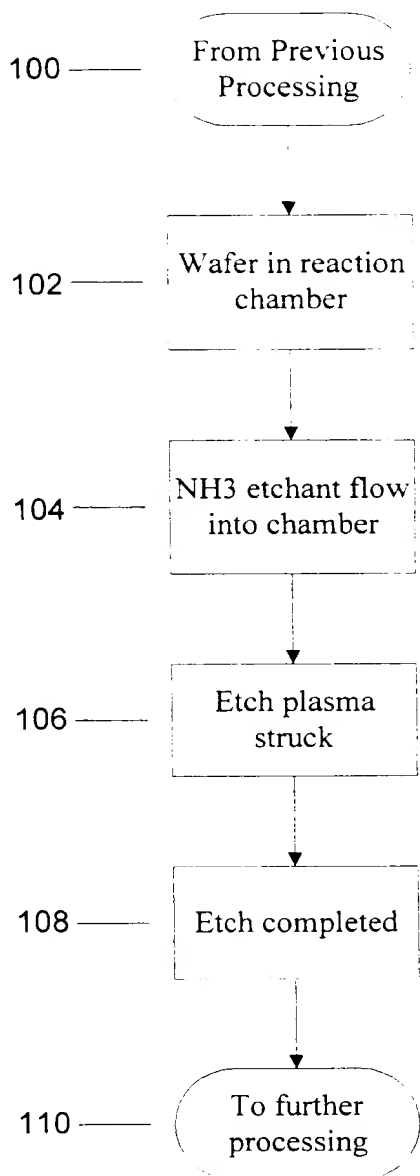 100
From Previous
Processing
102
Wafer in reaction
chamber
104
NH3 etchant flow
into chamber
106
Etch plasma
struck
108
Etch completed
110
To further
processing